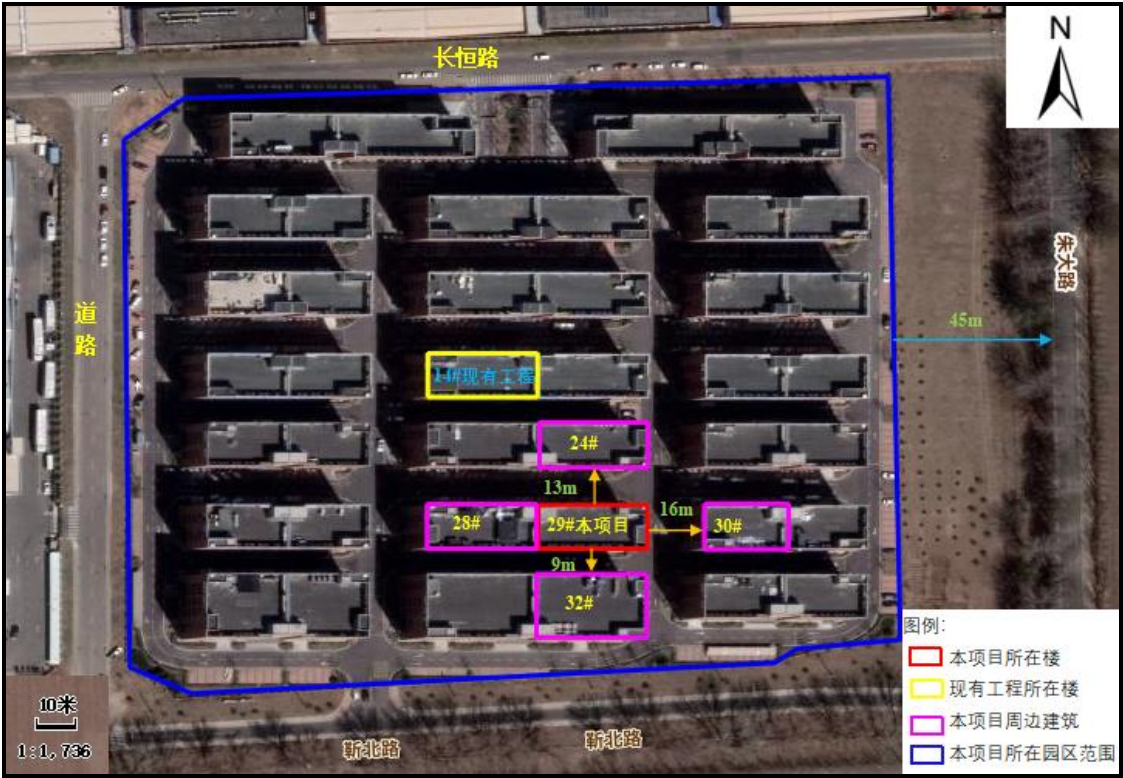 长恒路
N
朱大路
道
路
45m
14#现有工程
24#
13m
28#
29#本项目
16m
30#
9m
32#
图例:
本项目所在楼
现有工程所在楼
本项目周边建筑
本项目所在园区范围
10米
1:1,736
靳北路
靳北路